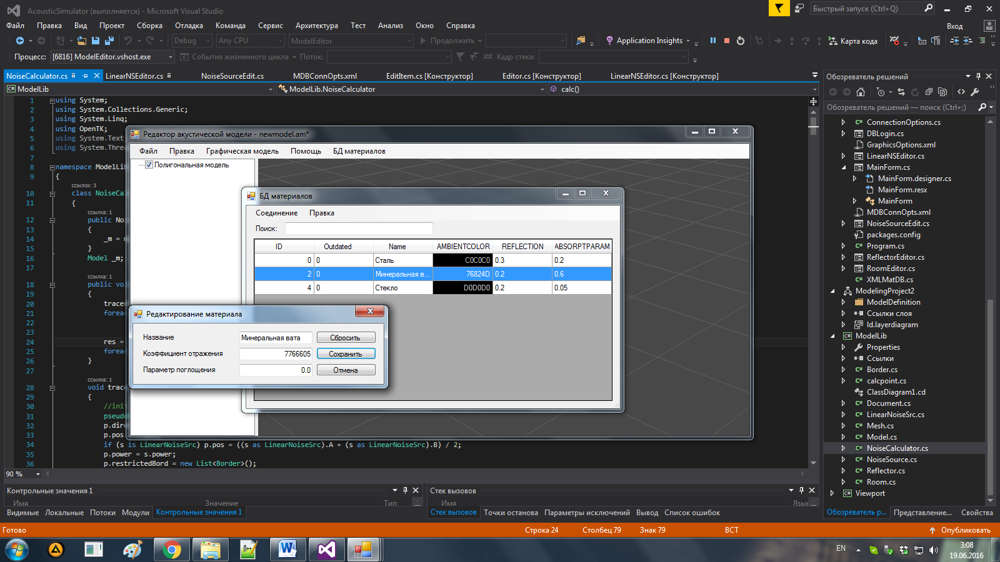 AcousticSimulator (выполняется) - Microsoft Visual Studio
Быстрый запуск (Ctrl+Q)
Файл Правка Вид Проект Сборка Отладка Команда Сервис Архитектура Тест Анализ Окно Справка
Вход
Debug Any CPU ModelEditor Продолжить Application Insights Карта кода
Процесс: [6816] ModelEditor.vshost.exe События жизненного цикла Поток: Кадр стека:
NoiseCalculator.cs LinearNSEditor.cs NoiseSourceEdit.cs MDBConnOpts.xml EditItem.cs [Конструктор] Editor.cs [Конструктор] LinearNSEditor.cs [Конструктор]
ModelLib ModelLib.NoiseCalculator calc()
1 using System;
2 using System.Collections.Generic;
3 using System.Linq;
4 using OpenTK;
5 using System.Text
6 using System.Threa
7
8 namespace ModelLib
9 {
ссылок: 3
10 class NoiseCal
11 {
ссылка: 1
12 public Noi
13 {
14 _m = m
15 }
16 Model _m;
17
ссылка: 1
18 public voi
19 {
20 tracer
21 foreac
22
23
24 res =
25 foreac
26 }
27
ссылка: 1
28 void trace
29 {
30 //init
31 pseudo
32 p.dire
33 p.pos
34 if (s is LinearNoiseSrc) p.pos = ((s as LinearNoiseSrc).A + (s as LinearNoiseSrc).B) / 2;
35 p.power = s.power;
36 p.restrictedBord = new List<Border>();
90 %
Редактор акустической модели - newmodel.am*
Файл Правка Графическая модель Помощь БД материалов
Полигональная модель
БД материалов
Соединение Правка
Поиск:
ID Outdated Name AMBIENTCOLOR REFLECTION ABSORPTPARAM
0 0 Сталь C0C0C0 0.3 0.2
2 0 Минеральная в... 76824D 0.2 0.6
4 0 Стекло D0D0D0 0.2 0.05
Редактирование материала
Название Минеральная вата Сбросить
Коэффициент отражения 7766605 Сохранить
Параметр поглощения 0.0 Отмена
Обозреватель решений
Обозреватель решений — поиск (Ctrl+;)
ConnectionOptions.cs
DBLogin.cs
GraphicsOptions.xml
LinearNSEditor.cs
MainForm.cs
MainForm.designer.cs
MainForm.resx
MainForm
MDBConnOpts.xml
NoiseSourceEdit.cs
packages.config
Program.cs
ReflectorEditor.cs
RoomEditor.cs
XMLMatDB.cs
ModelingProject2
ModelDefinition
Ссылки слоя
ld.layerdiagram
ModelLib
Properties
Ссылки
Border.cs
calcpoint.cs
ClassDiagram1.cd
Document.cs
LinearNoiseSrc.cs
Mesh.cs
Model.cs
NoiseCalculator.cs
NoiseSource.cs
Reflector.cs
Room.cs
Viewport
Обозреватель р... Представление... Свойства
Контрольные значения 1
Имя Значение Тип
Видимые Локальные Потоки Модули Контрольные значения 1
Стек вызовов
Имя Язык
Стек вызовов Точки останова Параметры исключений Вывод Список ошибок
Готово Строка 24 Столбец 79 Знак 79 ВСТ Опубликовать
EN 3:08
19.06.2016